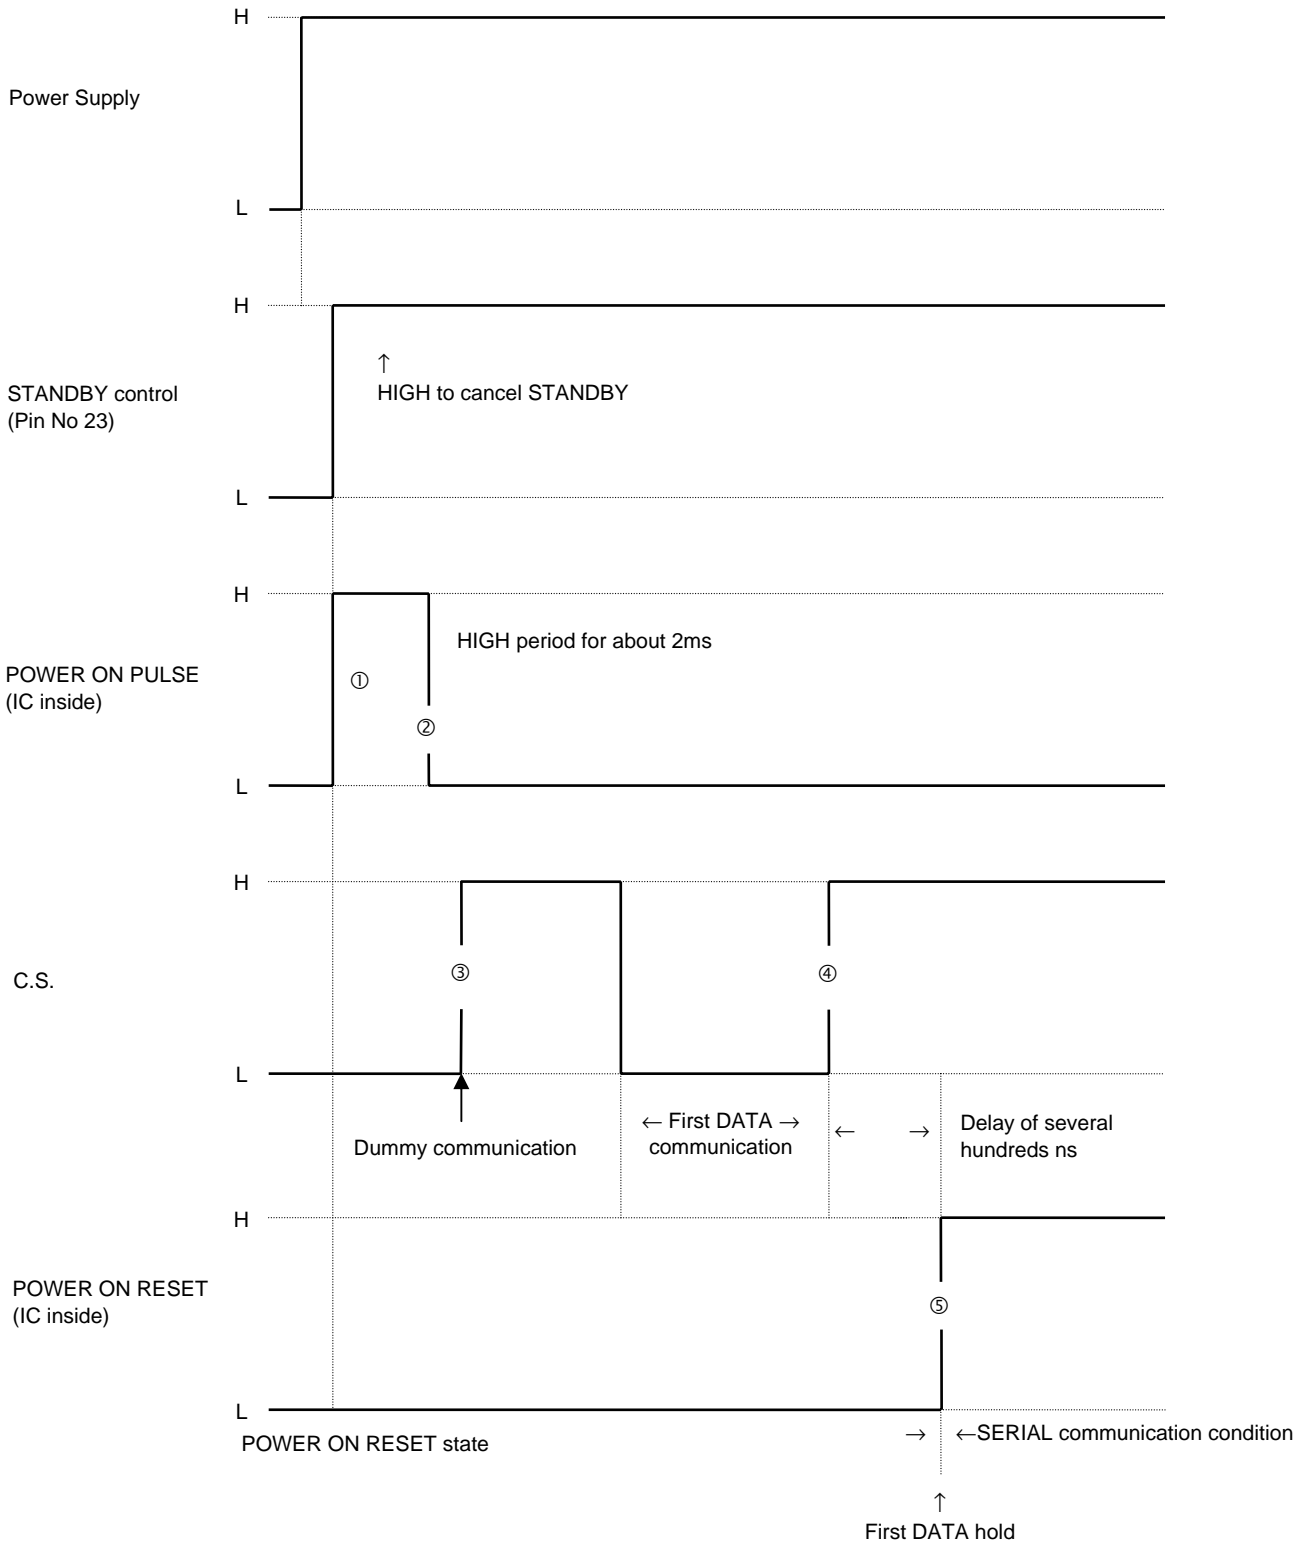 H
Power Supply
L
H
↑
HIGH to cancel STANDBY
STANDBY control
(Pin No 23)
L
H
HIGH period for about 2ms
POWER ON PULSE
(IC inside)
①
②
L
H
C.S.
③
④
L
Dummy communication
← First DATA →
communication
← →
Delay of several
hundreds ns
H
POWER ON RESET
(IC inside)
⑤
L
POWER ON RESET state
→ ←SERIAL communication condition
↑
First DATA hold